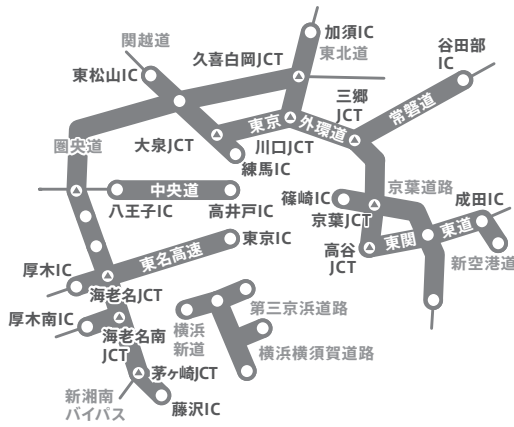 加須IC
関越道
久喜白岡JCT
東北道
谷田部
IC
東松山IC
三郷
JCT
常磐道
東京
外環道
大泉JCT
川口JCT
圏央道
練馬IC
中央道
篠崎IC
京葉道路
成田IC
八王子IC
高井戸IC
京葉JCT
東関
東道
東京IC
高谷
JCT
新空港道
東名高速
厚木IC
海老名JCT
第三京浜道路
厚木南IC
海老名南
JCT
横浜
新道
横浜横須賀道路
茅ヶ崎JCT
新湘南
バイパス
藤沢IC